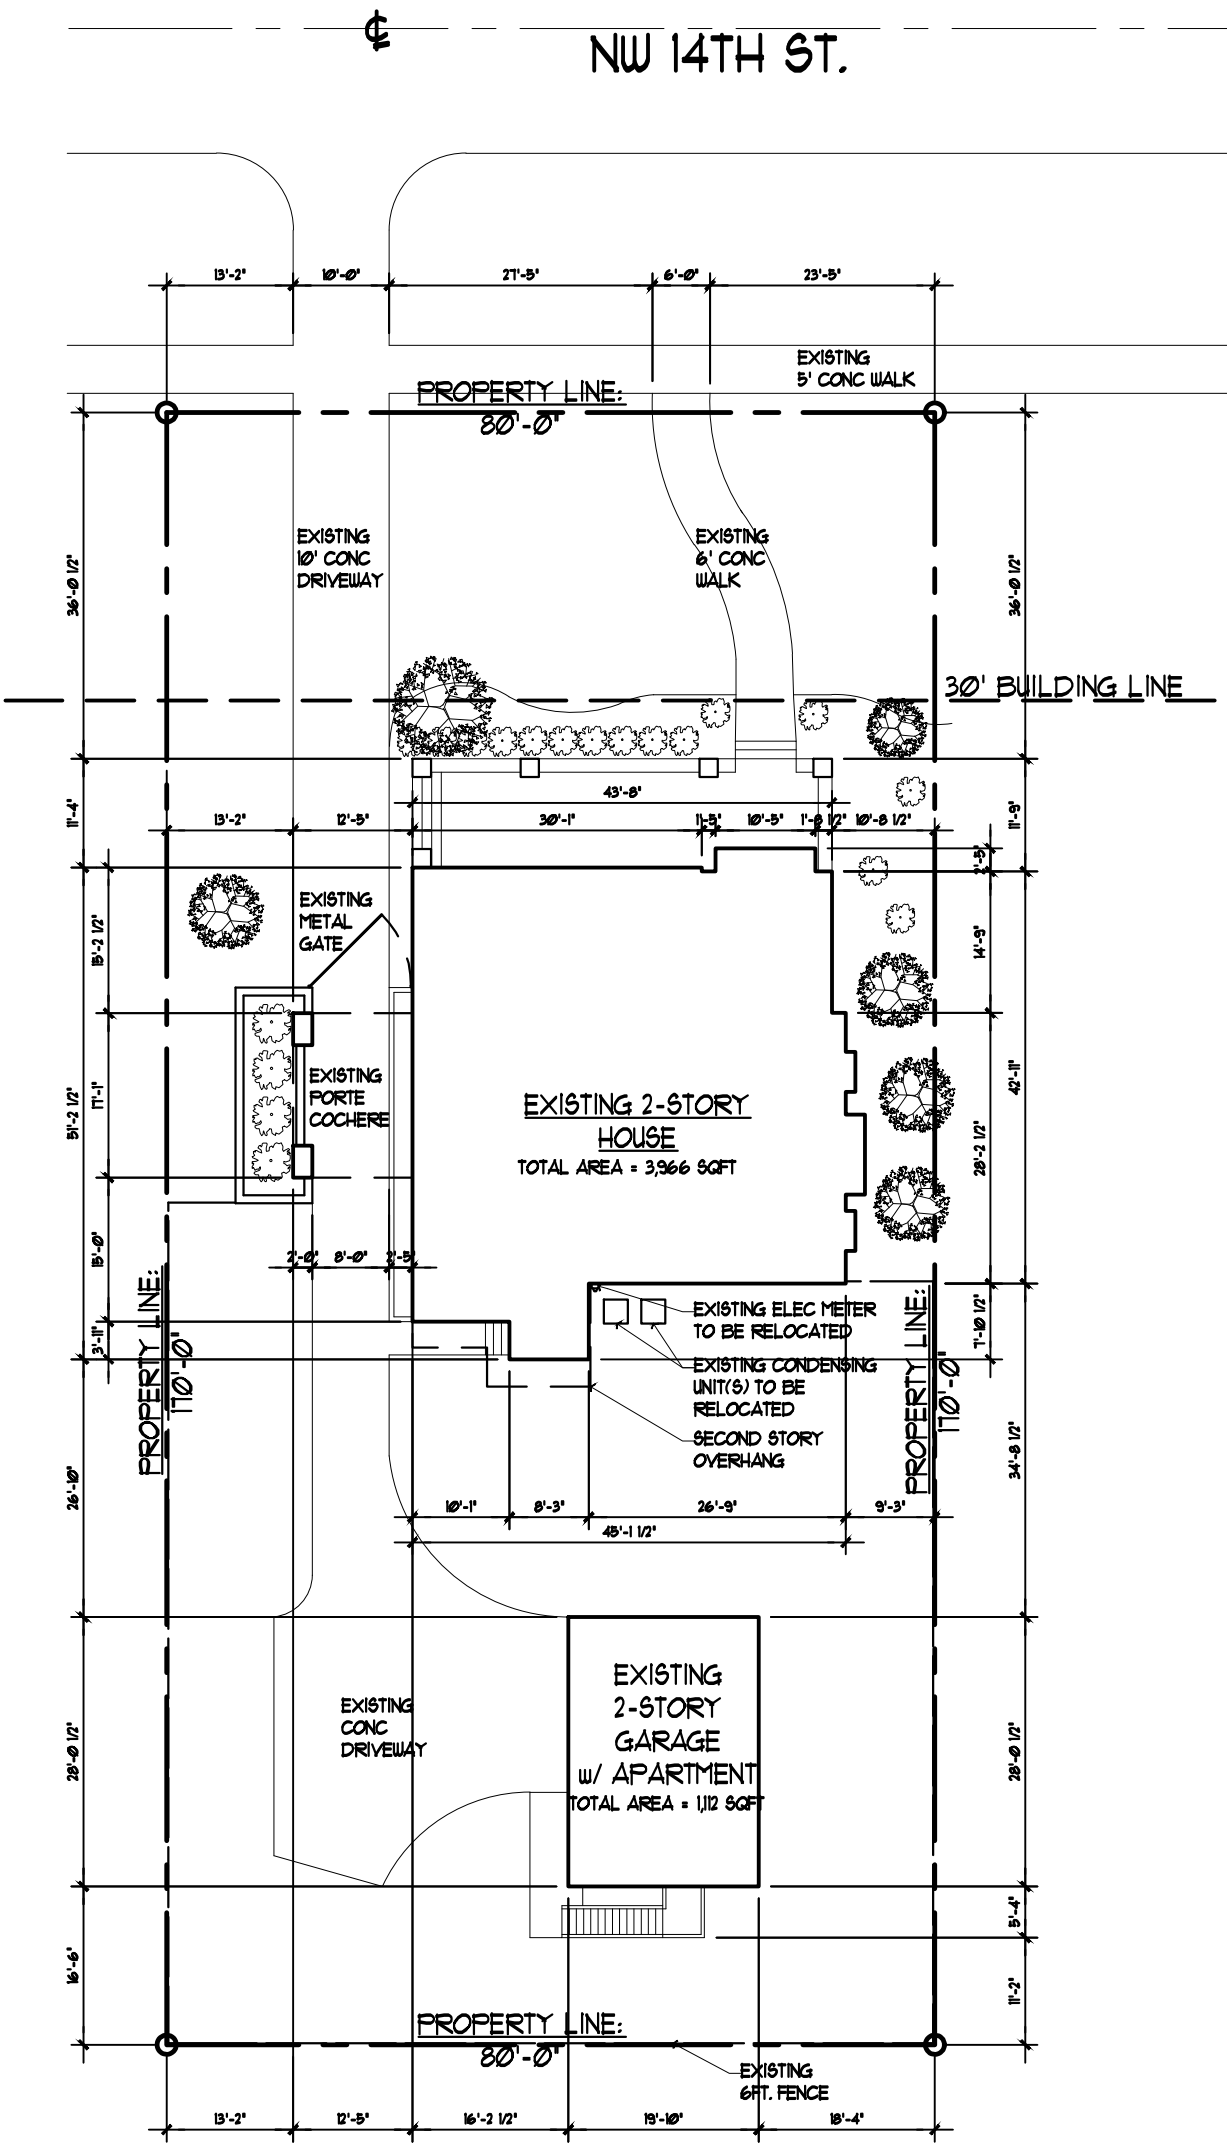 NW 14TH ST.
13'-2"
10'-0"
27'-5"
6'-0"
23'-5"
EXISTING
5' CONC WALK
PROPERTY LINE:
80'-0"
EXISTING
10' CONC
DRIVEWAY
EXISTING
6' CONC
WALK
36'-0 1/2"
36'-0 1/2"
30' BUILDING LINE
43'-8"
11'-4"
11'-9"
13'-2"
12'-5"
30'-1"
1'-5"
10'-5"
1'-8 1/2"
10'-8 1/2"
2'-5"
EXISTING
METAL
GATE
15'-2 1/2"
14'-9"
EXISTING
PORTE
COCHERE
17'-1"
51'-2 1/2"
42'-11"
28'-2 1/2"
EXISTING 2-STORY
HOUSE
TOTAL AREA = 3,966 SQFT
15'-0"
2'-0"
8'-0"
2'-5"
3'-11"
7'-10 1/2"
EXISTING ELEC METER
TO BE RELOCATED
EXISTING CONDENSING
UNIT(S) TO BE
RELOCATED
SECOND STORY
OVERHANG
PROPERTY LINE:
170'-0"
PROPERTY LINE:
170'-0"
26'-10"
34'-8 1/2"
10'-1"
8'-3"
26'-9"
9'-3"
45'-1 1/2"
EXISTING
2-STORY
GARAGE
w/ APARTMENT
TOTAL AREA = 1,112 SQFT
EXISTING
CONC
DRIVEWAY
28'-0 1/2"
28'-0 1/2"
16'-6"
5'-4"
11'-2"
PROPERTY LINE:
80'-0"
EXISTING
6FT. FENCE
13'-2"
12'-5"
16'-2 1/2"
19'-10"
18'-4"